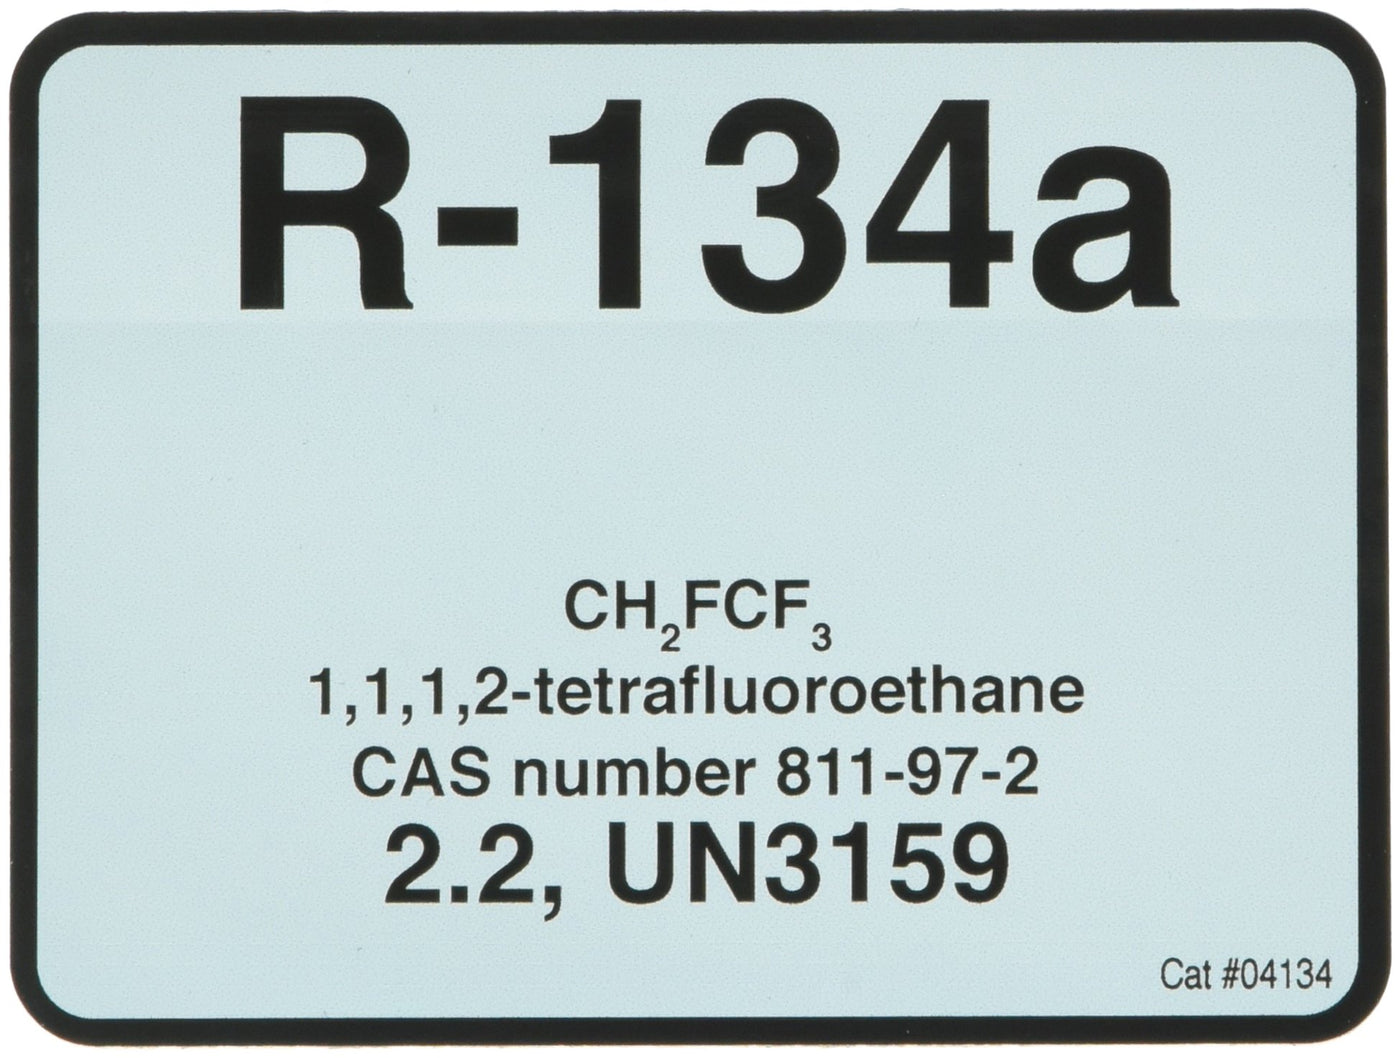 R-134a
CH₂FCF₃
1,1,1,2-tetrafluoroethane
CAS number 811-97-2
2.2, UN3159
Cat #04134